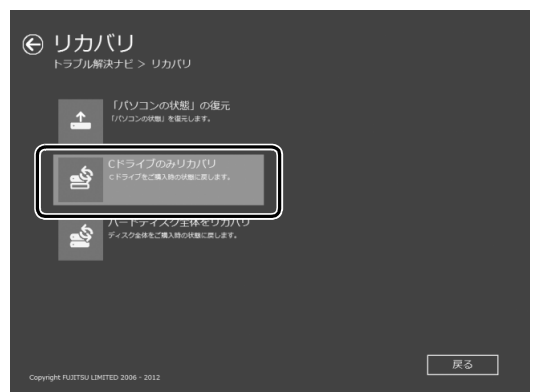 リカバリ
トラブル解決ナビ > リカバリ
「パソコンの状態」の復元
「パソコンの状態」を復元します。
Cドライブのみリカバリ
Cドライブをご購入時の状態に戻します。
ハードディスク全体をリカバリ
ディスク全体をご購入時の状態に戻します。
戻る
Copyright FUJITSU LIMITED 2006 - 2012